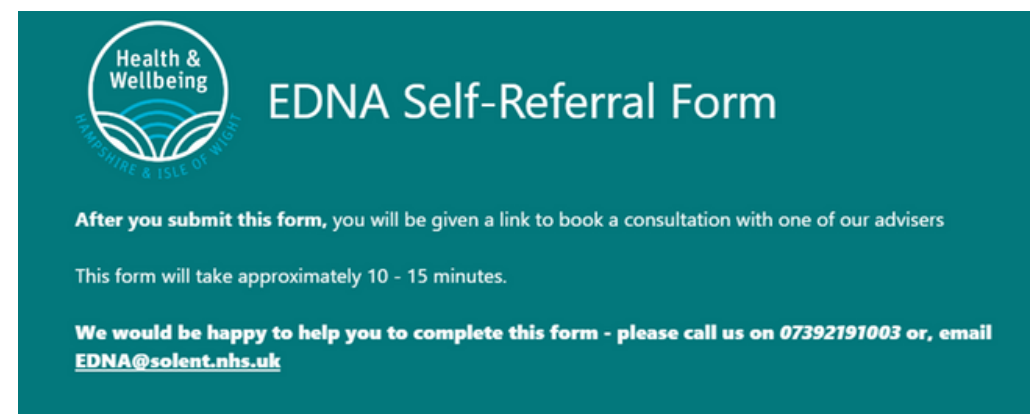 Health &
Wellbeing
HAMPSHIRE & ISLE OF WIGHT
EDNA Self-Referral Form
After you submit this form, you will be given a link to book a consultation with one of our advisers
This form will take approximately 10 - 15 minutes.
We would be happy to help you to complete this form - please call us on 07392191003 or, email
EDNA@solent.nhs.uk